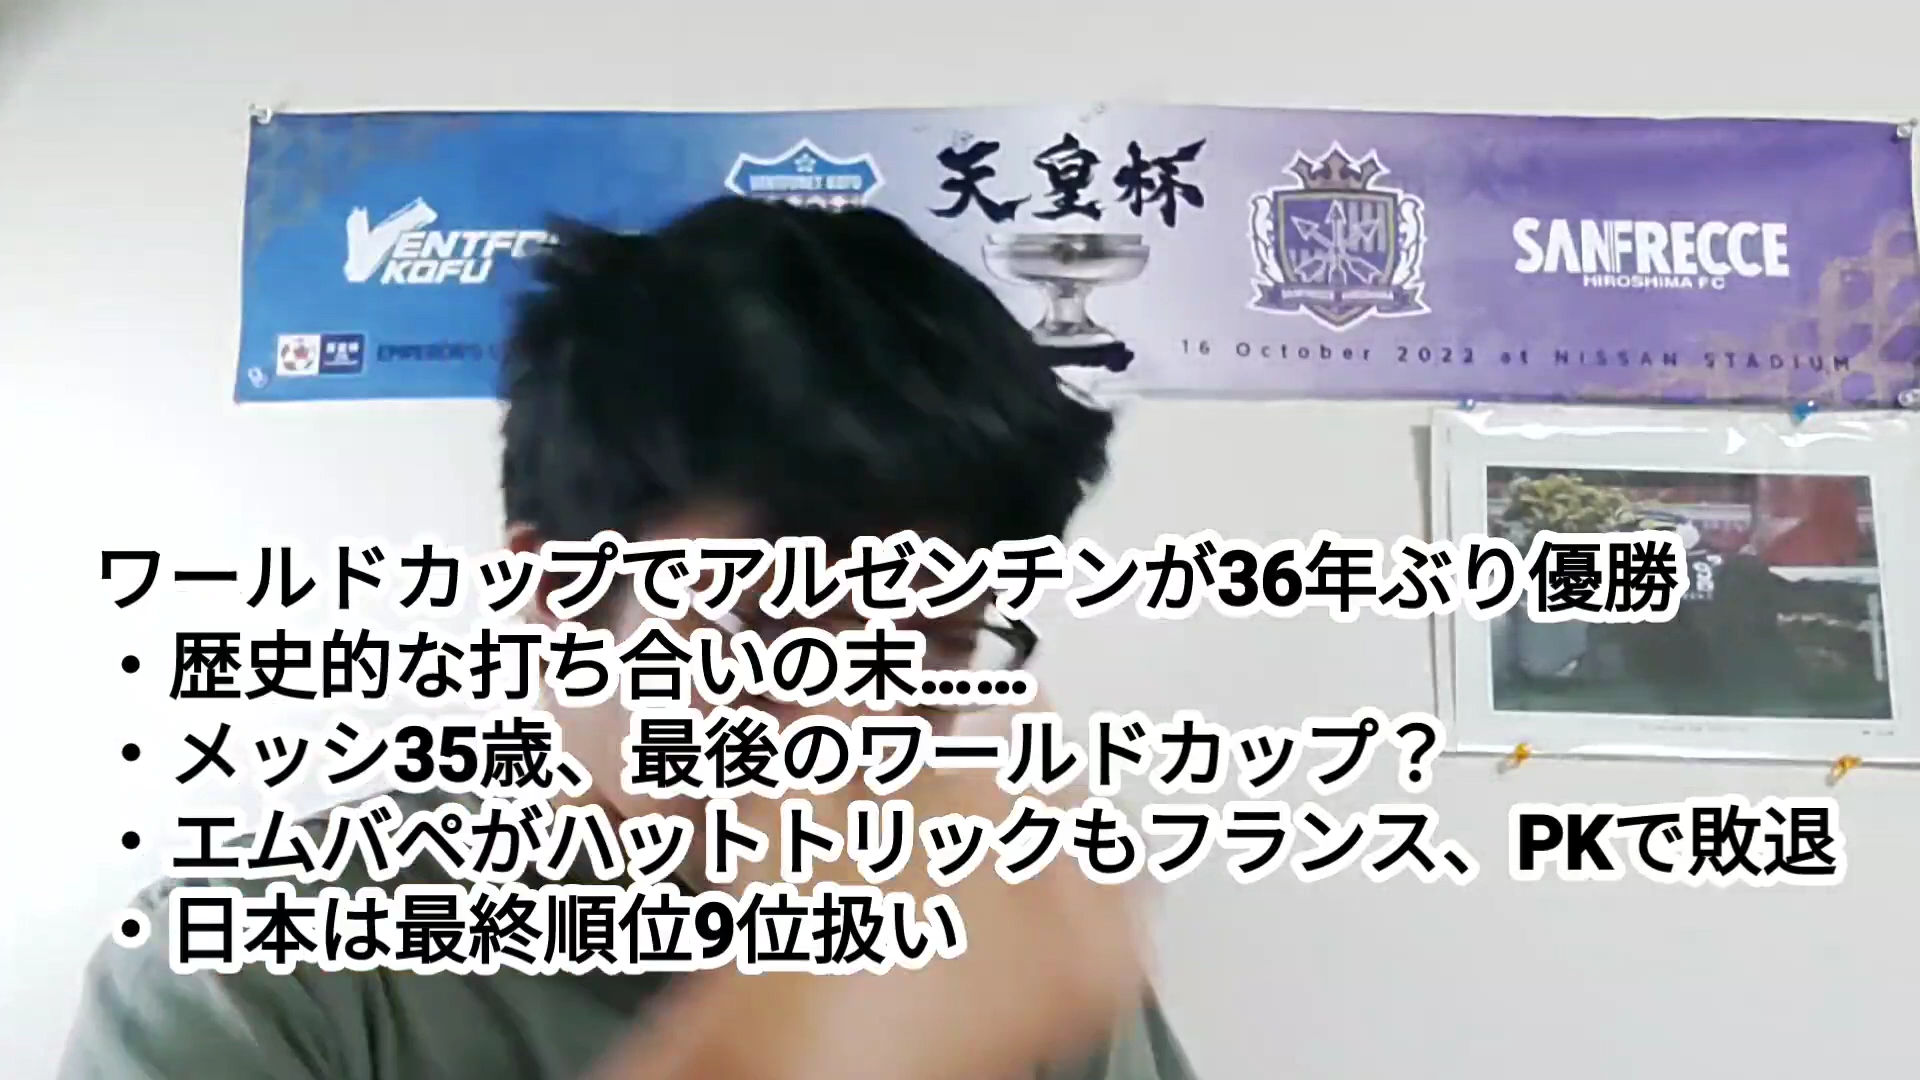 天皇杯
VENTFO
KOFU
SANFRECCE
HIROSHIMA FC
EMPEROR'S
16 October 2022 at NISSAN STADIUM
ワールドカップでアルゼンチンが36年ぶり優勝
・歴史的な打ち合いの末……
・メッシ35歳、最後のワールドカップ？
・エムバペがハットトリックもフランス、PKで敗退
・日本は最終順位9位扱い